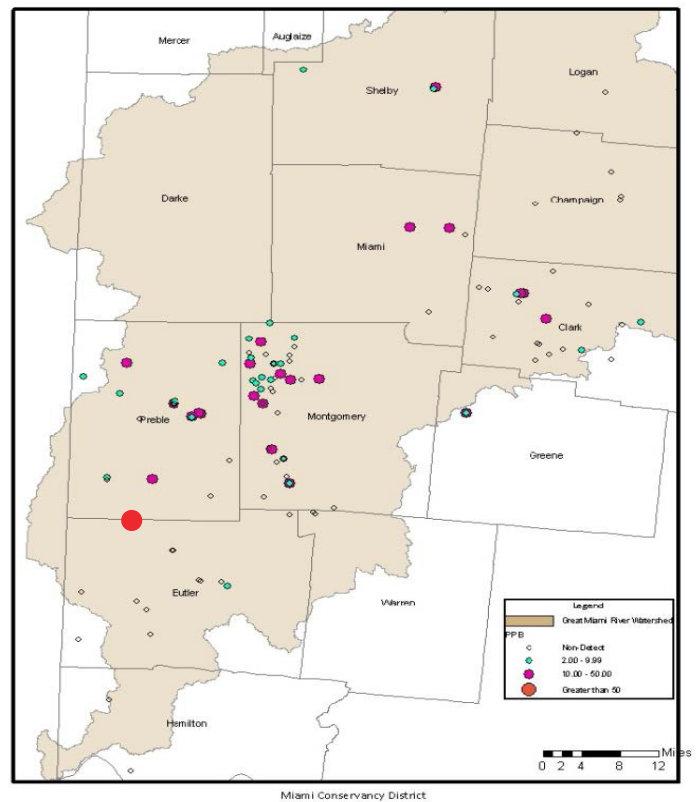 Mercer
Auglaize
Logan
Shelby
Darke
Champaign
Miami
Clark
Preble
Montgomery
Greene
Eutler
Warren
Hamilton
Legend
Great Miami River Watershed
PPB
Non-Detect
2.00 - 9.99
10.00 - 50.00
Greater than 50
Miles
0 2 4 8 12
Miami Conservancy District